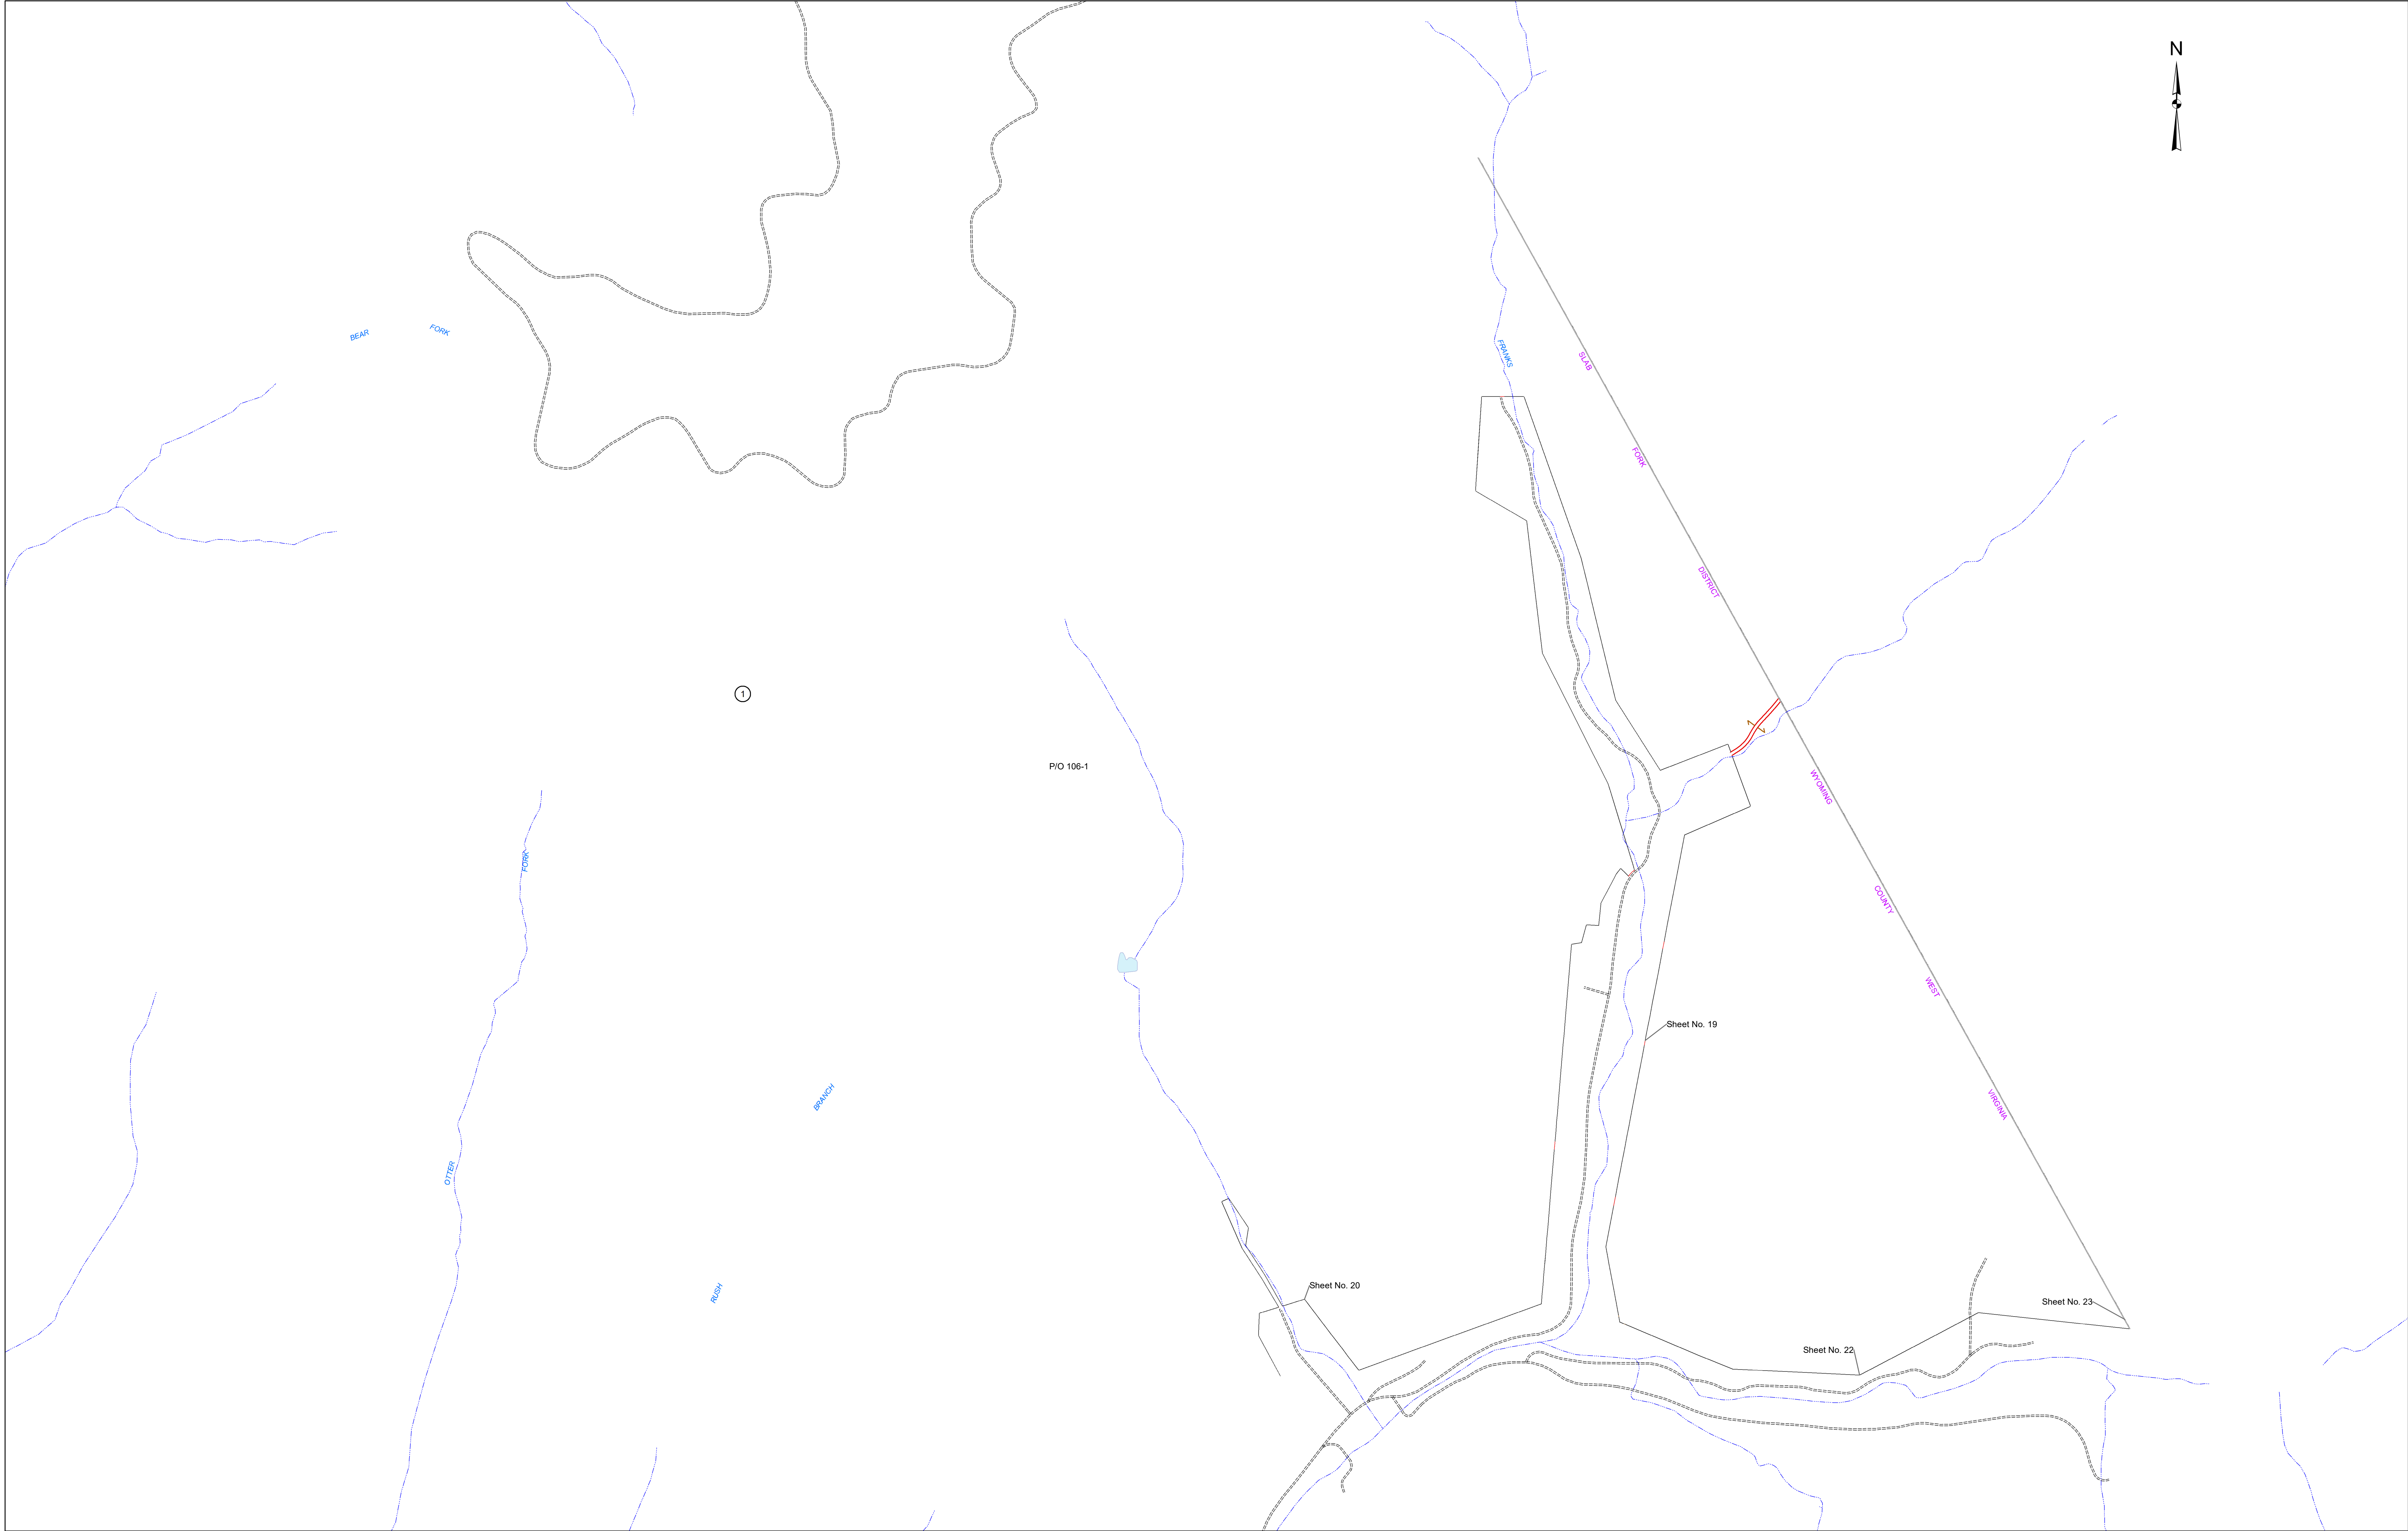 N
BEAR FORK
FRANKS
SLAB FORK DISTRICT
1
P/O 106-1
WYOMING COUNTY WEST VIRGINIA
OTTER FORK
RUSH BRANCH
Sheet No. 19
Sheet No. 20
Sheet No. 23
Sheet No. 22